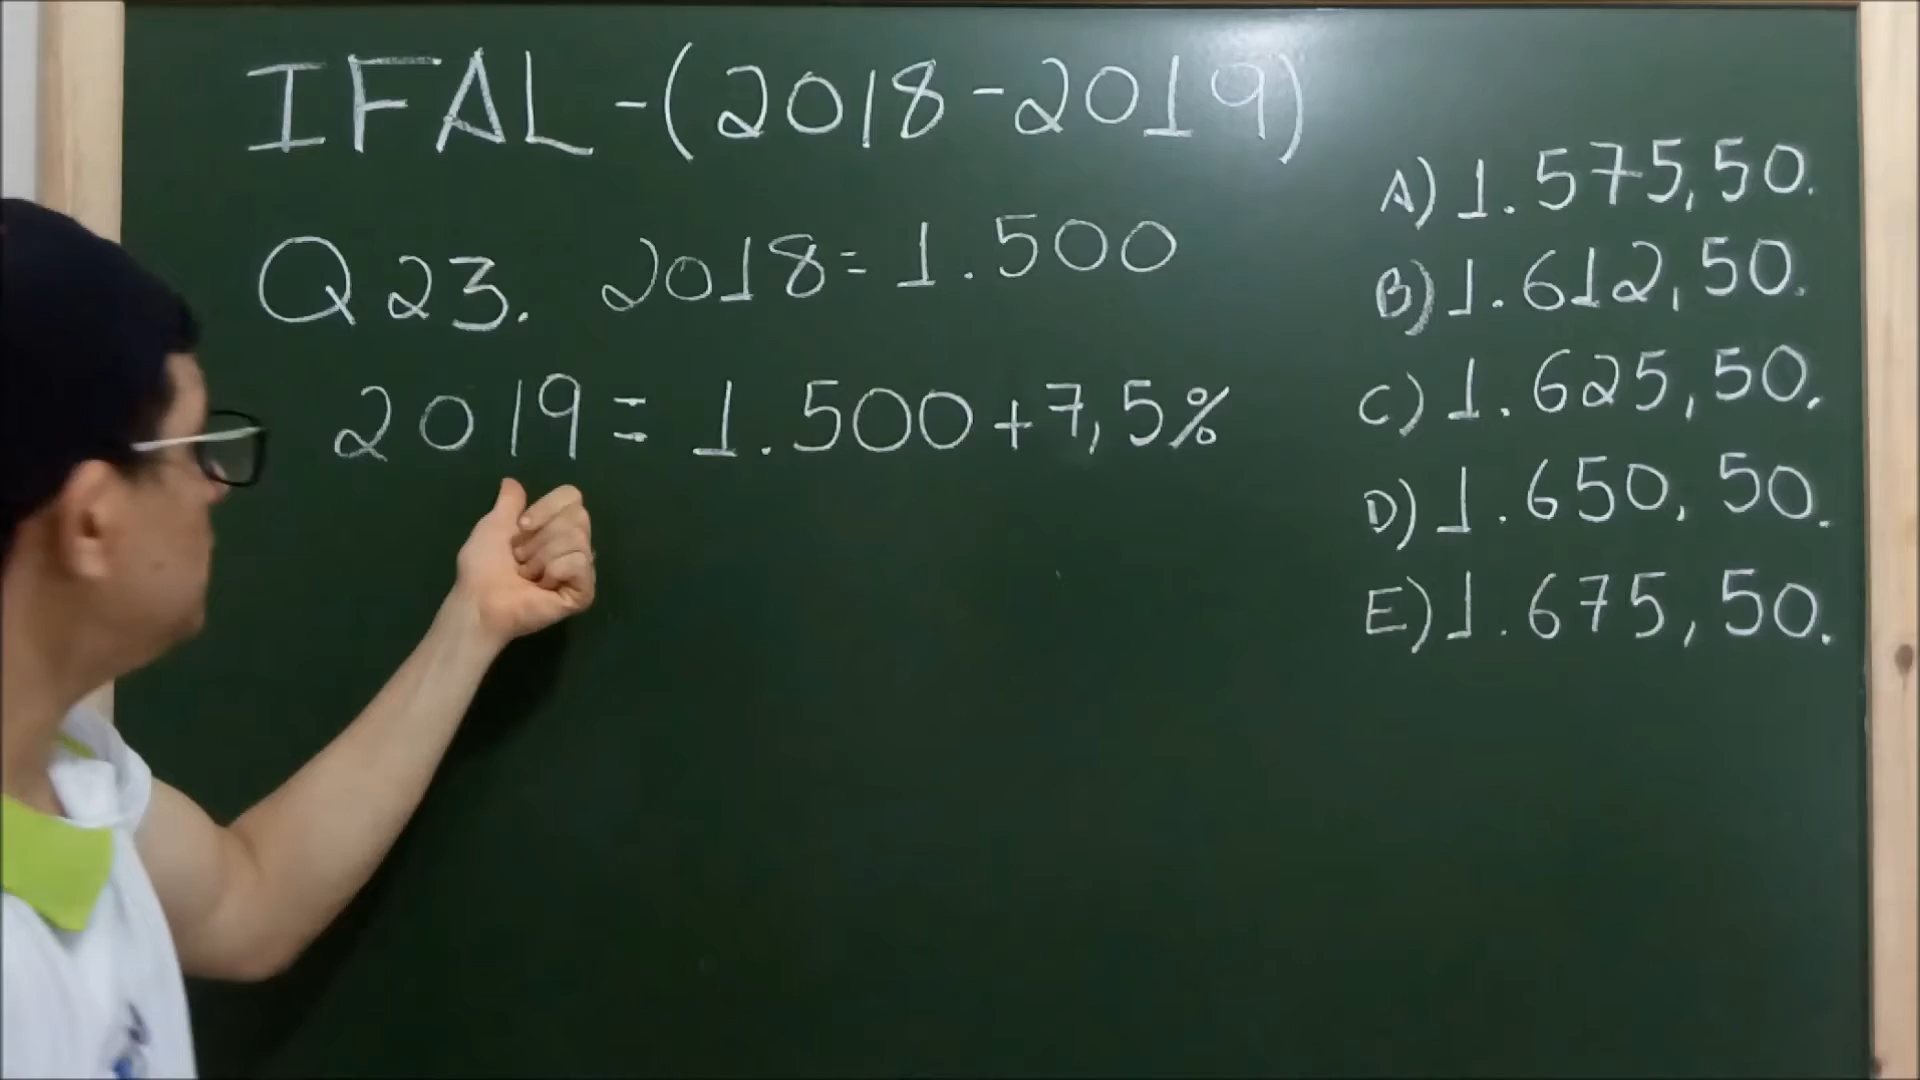 IFAL-(2018-2019)
Q23. 2018=1.500
2019=1.500+7,5%
A)1.575,50.
B)1.612,50.
C)1.625,50.
D)1.650,50.
E)1.675,50.